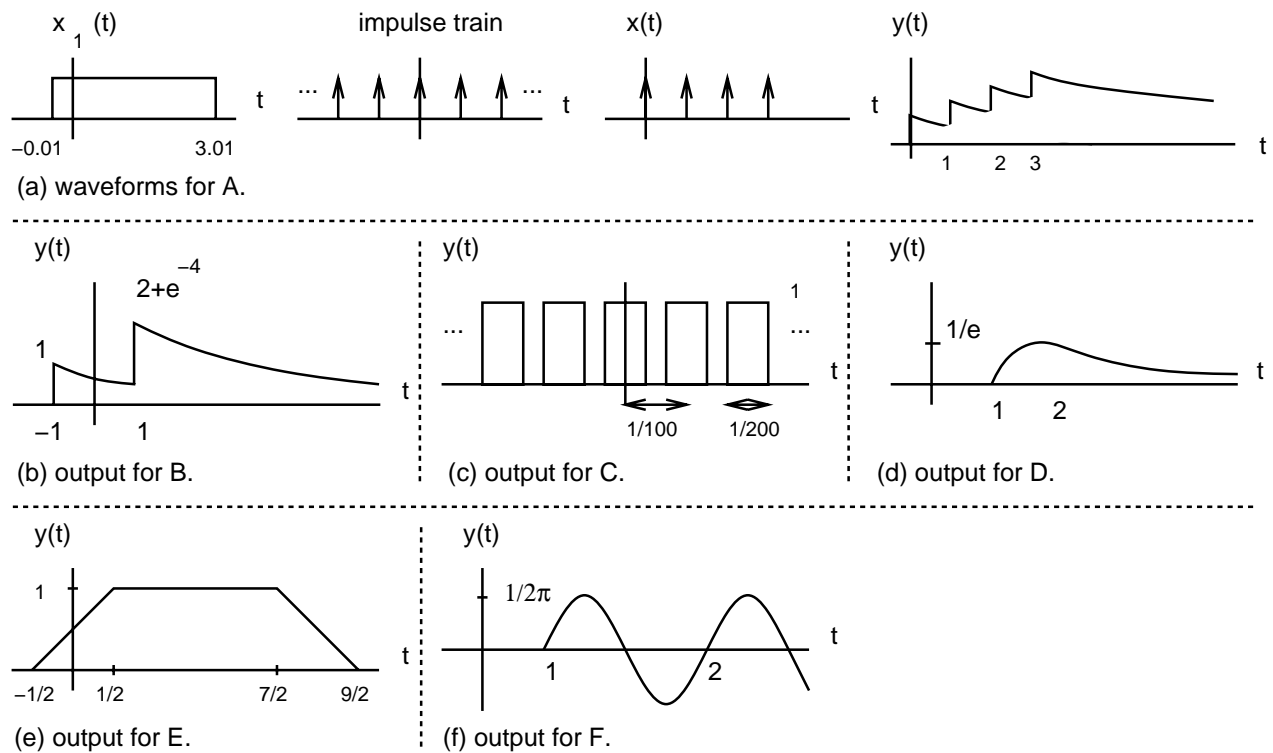 x₁(t)
impulse train
x(t)
y(t)
... ...
t t t t
−0.01 3.01
1 2 3
(a) waveforms for A.
y(t)
2+e⁻⁴
1
t
−1 1
(b) output for B.
y(t)
1
... ...
t
1/100 1/200
(c) output for C.
y(t)
1/e
t
1 2
(d) output for D.
y(t)
1
t
−1/2 1/2 7/2 9/2
(e) output for E.
y(t)
1/2π
t
1 2
(f) output for F.